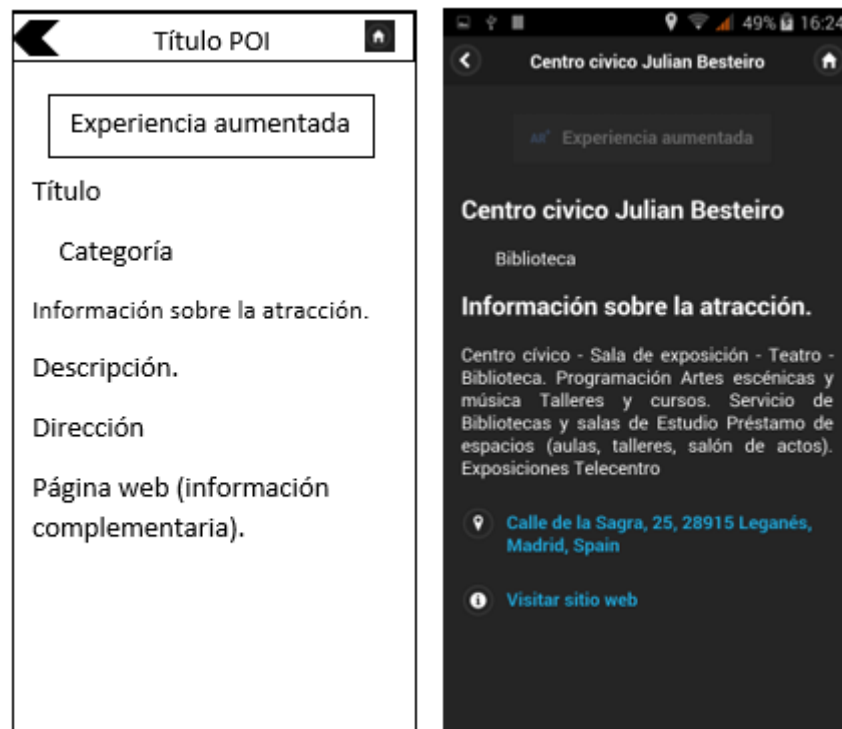 Título POI
Experiencia aumentada
Título
Categoría
Información sobre la atracción.
Descripción.
Dirección
Página web (información
complementaria).
49% 16:24
Centro civico Julian Besteiro
AR+ Experiencia aumentada
Centro civico Julian Besteiro
Biblioteca
Información sobre la atracción.
Centro cívico - Sala de exposición - Teatro -
Biblioteca. Programación Artes escénicas y
música Talleres y cursos. Servicio de
Bibliotecas y salas de Estudio Préstamo de
espacios (aulas, talleres, salón de actos).
Exposiciones Telecentro
Calle de la Sagra, 25, 28915 Leganés,
Madrid, Spain
Visitar sitio web